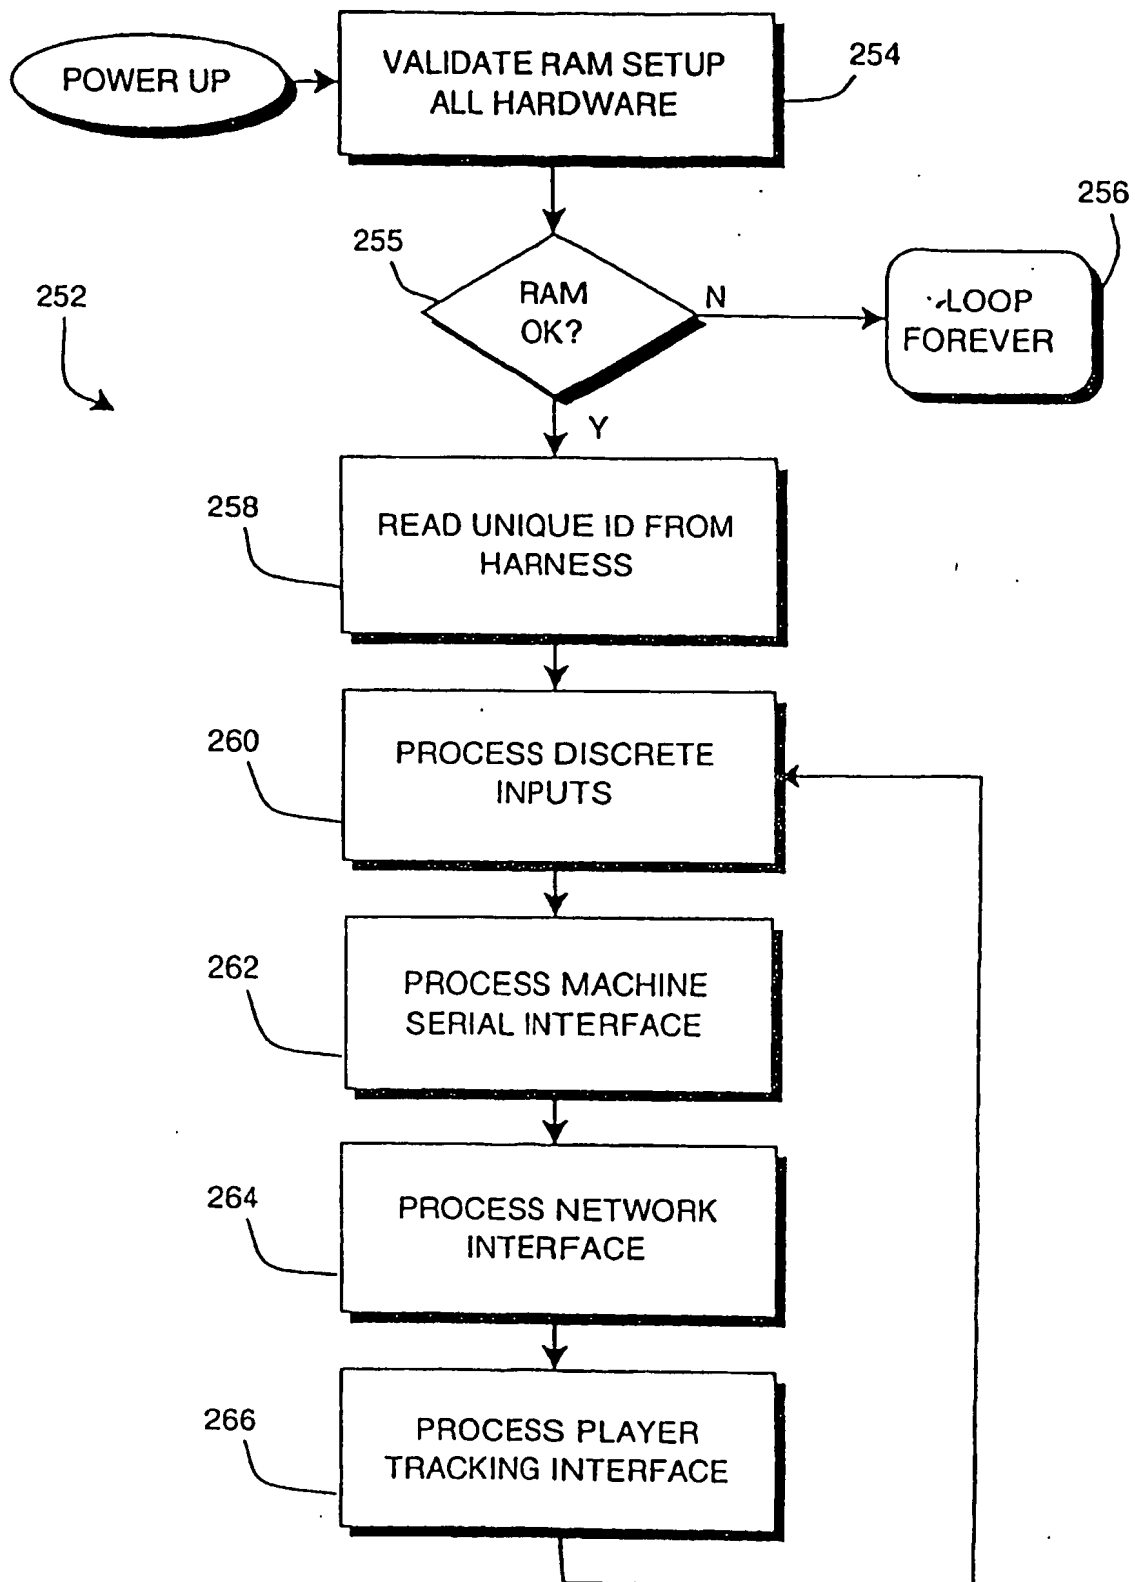 POWER UP
VALIDATE RAM SETUP
ALL HARDWARE
254
255
RAM
OK?
N
LOOP
FOREVER
256
252
Y
258
READ UNIQUE ID FROM
HARNESS
260
PROCESS DISCRETE
INPUTS
262
PROCESS MACHINE
SERIAL INTERFACE
264
PROCESS NETWORK
INTERFACE
266
PROCESS PLAYER
TRACKING INTERFACE